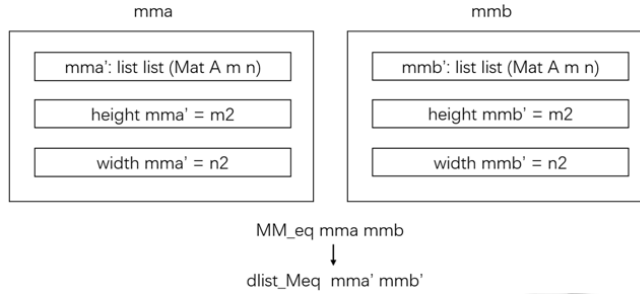 mma
mma': list list (Mat A m n)
height mma' = m2
width mma' = n2
mmb
mmb': list list (Mat A m n)
height mmb' = m2
width mmb' = n2
MM_eq mma mmb
dlist_Meq mma' mmb'